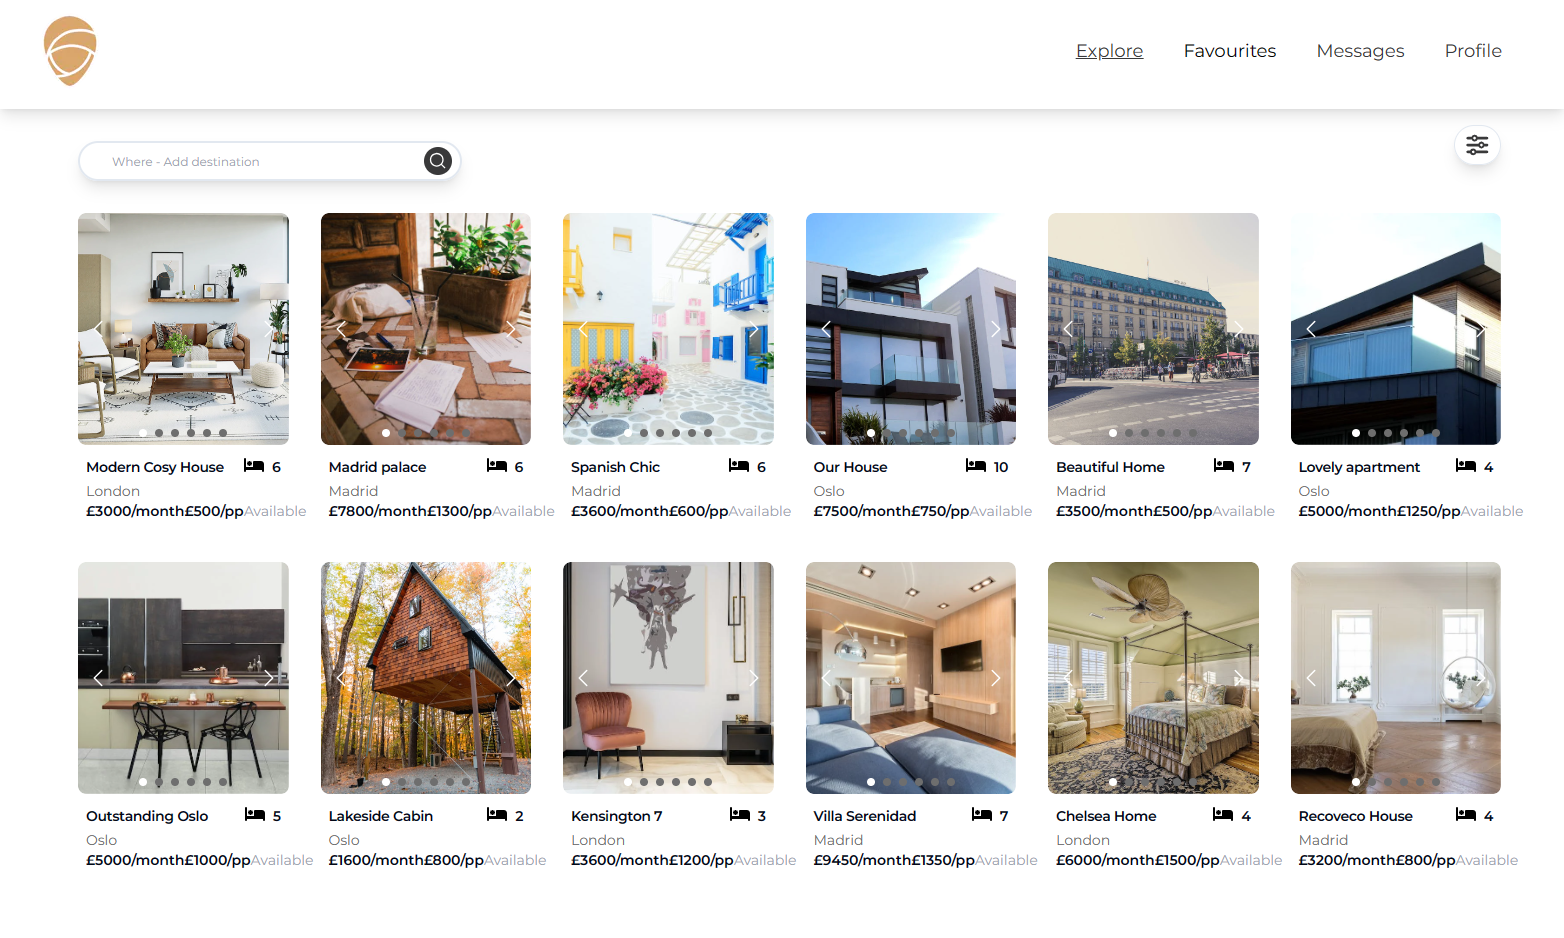 Explore Favourites Messages Profile
Where - Add destination
Modern Cosy House 6
London
£3000/month£500/ppAvailable
Madrid palace 6
Madrid
£7800/month£1300/ppAvailable
Spanish Chic 6
Madrid
£3600/month£600/ppAvailable
Our House 10
Oslo
£7500/month£750/ppAvailable
Beautiful Home 7
Madrid
£3500/month£500/ppAvailable
Lovely apartment 4
Oslo
£5000/month£1250/ppAvailable
Outstanding Oslo 5
Oslo
£5000/month£1000/ppAvailable
Lakeside Cabin 2
Oslo
£1600/month£800/ppAvailable
Kensington 7 3
London
£3600/month£1200/ppAvailable
Villa Serenidad 7
Madrid
£9450/month£1350/ppAvailable
Chelsea Home 4
London
£6000/month£1500/ppAvailable
Recoveco House 4
Madrid
£3200/month£800/ppAvailable